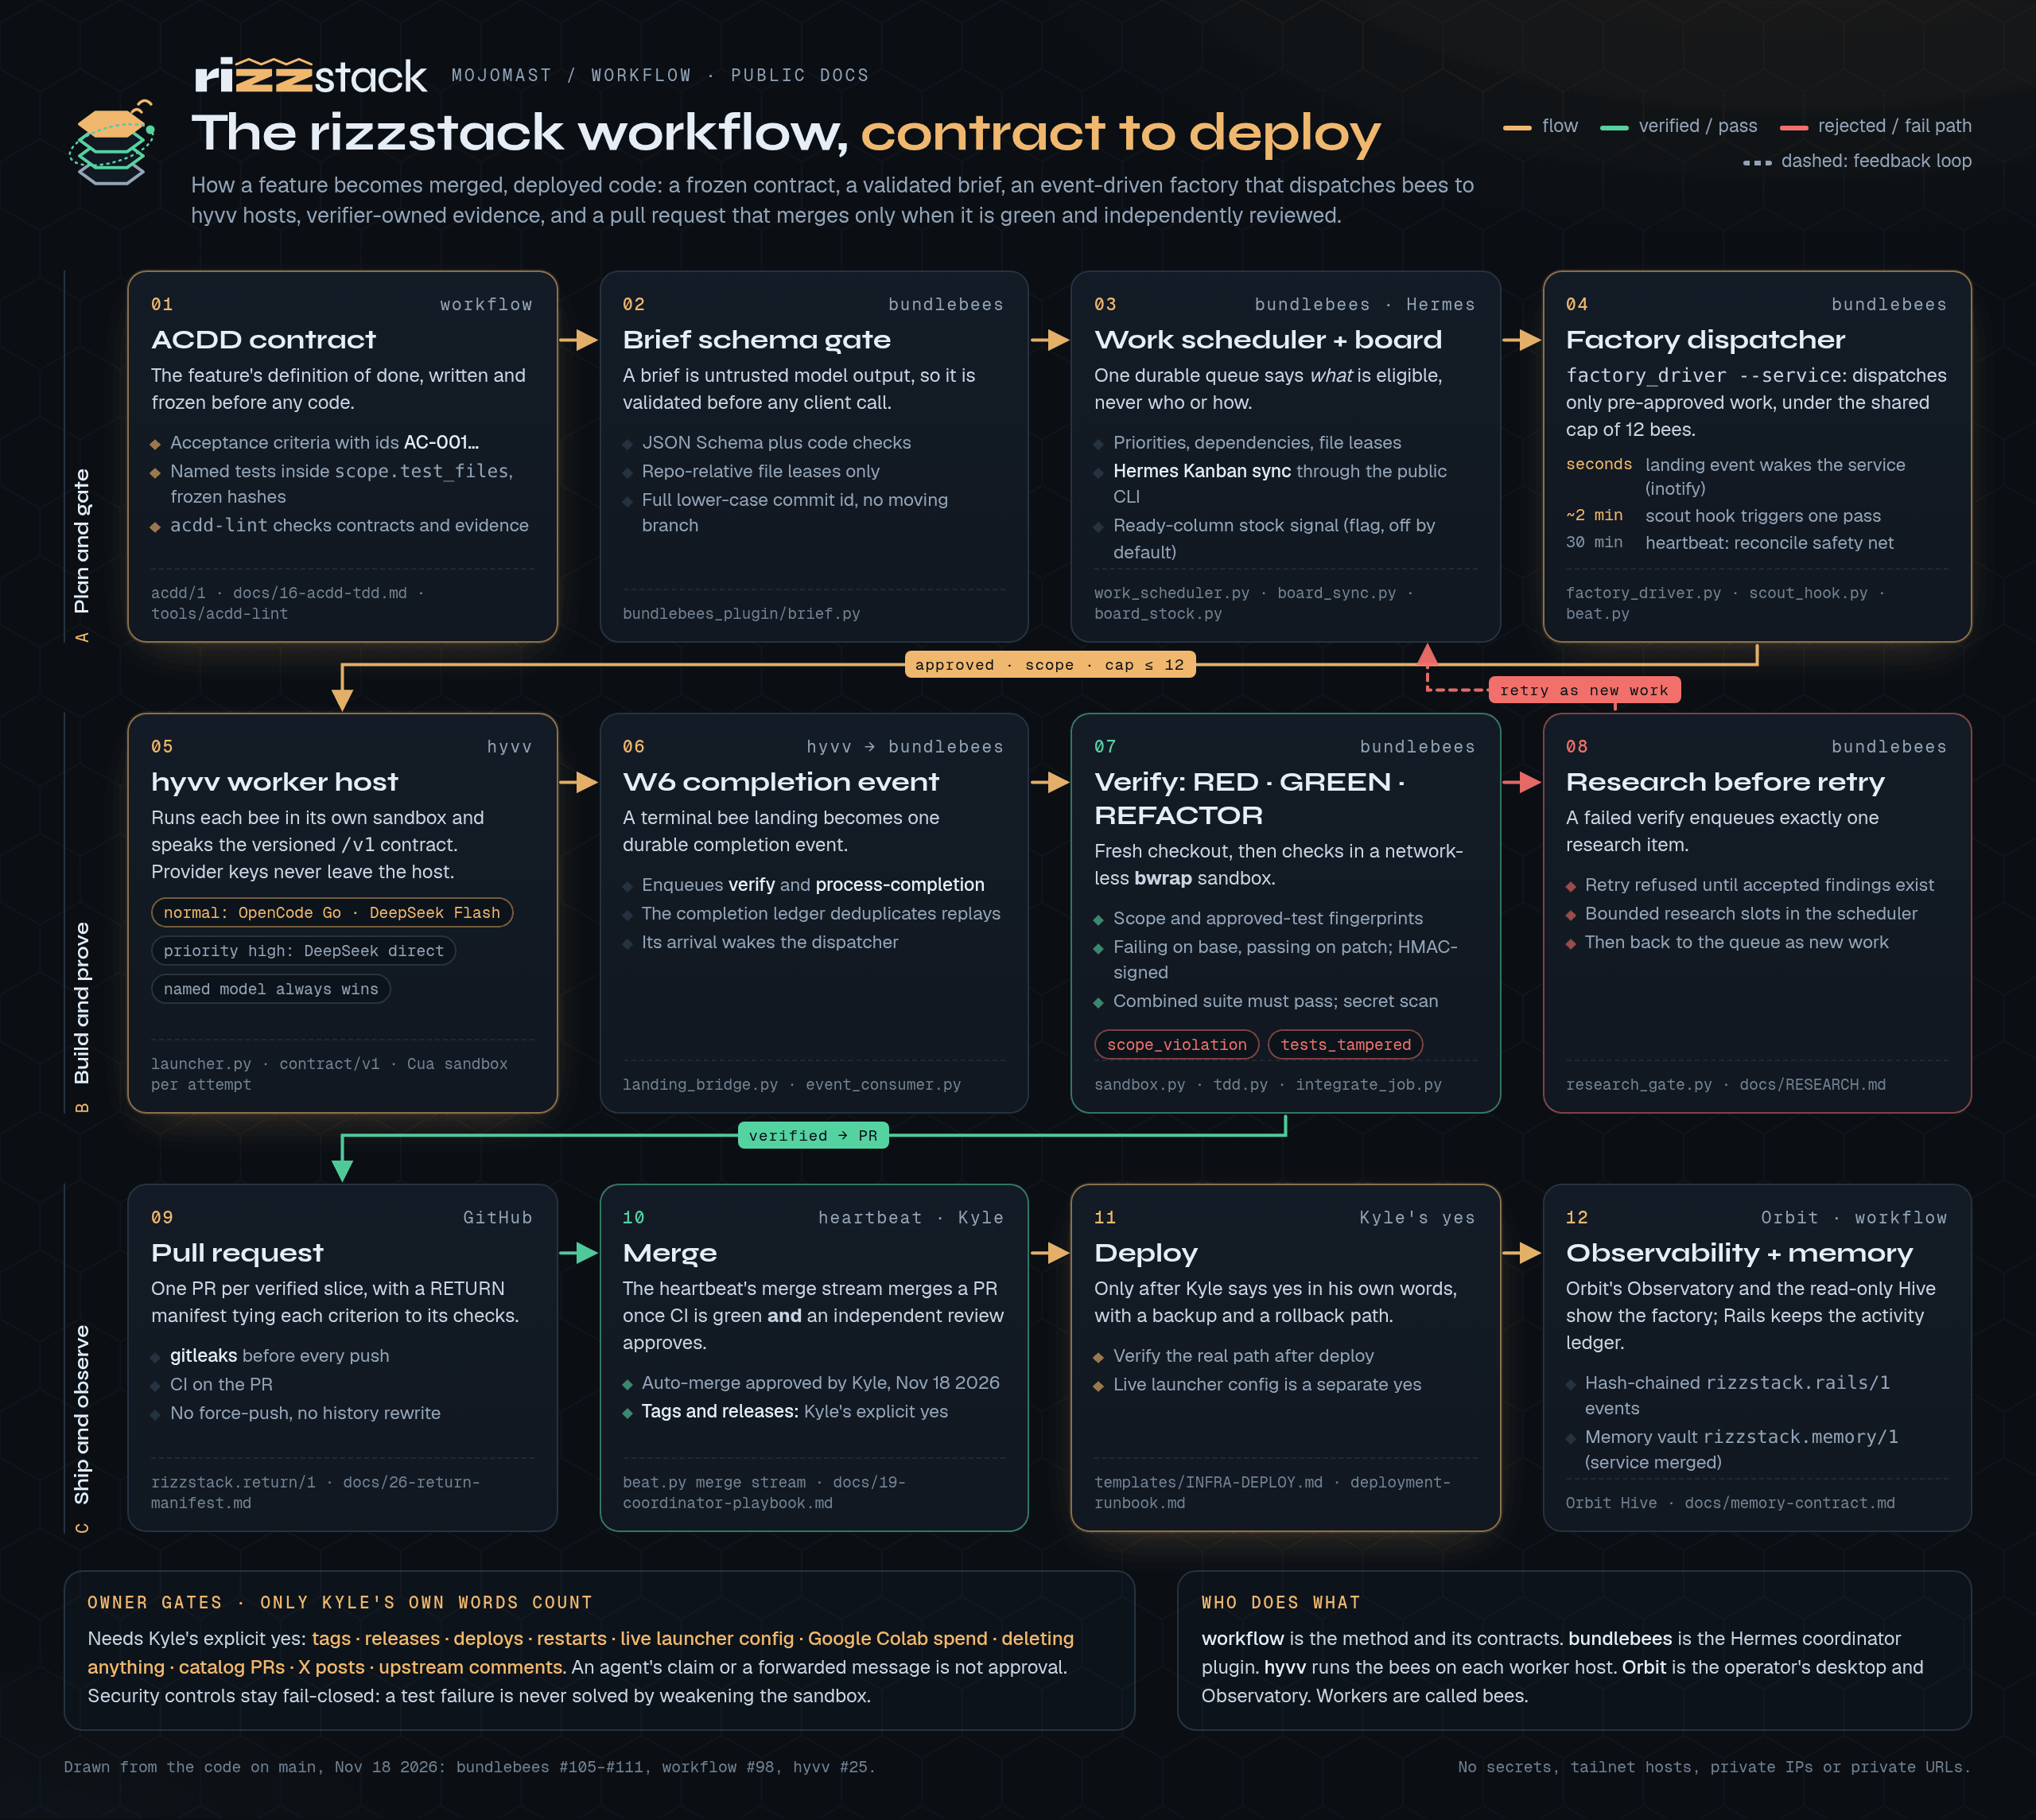 rizzstack MOJOMAST / WORKFLOW · PUBLIC DOCS
The rizzstack workflow, contract to deploy
How a feature becomes merged, deployed code: a frozen contract, a validated brief, an event-driven factory that dispatches bees to
hyvv hosts, verifier-owned evidence, and a pull request that merges only when it is green and independently reviewed.
flow verified / pass rejected / fail path
dashed: feedback loop
A Plan and gate
01 workflow
ACDD contract
The feature's definition of done, written and
frozen before any code.
Acceptance criteria with ids AC-001…
Named tests inside scope.test_files,
frozen hashes
acdd-lint checks contracts and evidence
acdd/1 · docs/16-acdd-tdd.md ·
tools/acdd-lint
02 bundlebees
Brief schema gate
A brief is untrusted model output, so it is
validated before any client call.
JSON Schema plus code checks
Repo-relative file leases only
Full lower-case commit id, no moving
branch
bundlebees_plugin/brief.py
03 bundlebees · Hermes
Work scheduler + board
One durable queue says what is eligible,
never who or how.
Priorities, dependencies, file leases
Hermes Kanban sync through the public
CLI
Ready-column stock signal (flag, off by
default)
work_scheduler.py · board_sync.py ·
board_stock.py
04 bundlebees
Factory dispatcher
factory_driver --service: dispatches
only pre-approved work, under the shared
cap of 12 bees.
seconds landing event wakes the service
(inotify)
~2 min scout hook triggers one pass
30 min heartbeat: reconcile safety net
factory_driver.py · scout_hook.py ·
beat.py
approved · scope · cap ≤ 12
retry as new work
B Build and prove
05 hyvv
hyvv worker host
Runs each bee in its own sandbox and
speaks the versioned /v1 contract.
Provider keys never leave the host.
normal: OpenCode Go · DeepSeek Flash
priority high: DeepSeek direct
named model always wins
launcher.py · contract/v1 · Cua sandbox
per attempt
06 hyvv → bundlebees
W6 completion event
A terminal bee landing becomes one
durable completion event.
Enqueues verify and process-completion
The completion ledger deduplicates replays
Its arrival wakes the dispatcher
landing_bridge.py · event_consumer.py
07 bundlebees
Verify: RED · GREEN ·
REFACTOR
Fresh checkout, then checks in a network-
less bwrap sandbox.
Scope and approved-test fingerprints
Failing on base, passing on patch; HMAC-
signed
Combined suite must pass; secret scan
scope_violation tests_tampered
sandbox.py · tdd.py · integrate_job.py
08 bundlebees
Research before retry
A failed verify enqueues exactly one
research item.
Retry refused until accepted findings exist
Bounded research slots in the scheduler
Then back to the queue as new work
research_gate.py · docs/RESEARCH.md
verified → PR
C Ship and observe
09 GitHub
Pull request
One PR per verified slice, with a RETURN
manifest tying each criterion to its checks.
gitleaks before every push
CI on the PR
No force-push, no history rewrite
rizzstack.return/1 · docs/26-return-
manifest.md
10 heartbeat · Kyle
Merge
The heartbeat's merge stream merges a PR
once CI is green and an independent review
approves.
Auto-merge approved by Kyle, Nov 18 2026
Tags and releases: Kyle's explicit yes
beat.py merge stream · docs/19-
coordinator-playbook.md
11 Kyle's yes
Deploy
Only after Kyle says yes in his own words,
with a backup and a rollback path.
Verify the real path after deploy
Live launcher config is a separate yes
templates/INFRA-DEPLOY.md · deployment-
runbook.md
12 Orbit · workflow
Observability + memory
Orbit's Observatory and the read-only Hive
show the factory; Rails keeps the activity
ledger.
Hash-chained rizzstack.rails/1
events
Memory vault rizzstack.memory/1
(service merged)
Orbit Hive · docs/memory-contract.md
OWNER GATES · ONLY KYLE'S OWN WORDS COUNT
Needs Kyle's explicit yes: tags · releases · deploys · restarts · live launcher config · Google Colab spend · deleting
anything · catalog PRs · X posts · upstream comments. An agent's claim or a forwarded message is not approval.
Security controls stay fail-closed: a test failure is never solved by weakening the sandbox.
WHO DOES WHAT
workflow is the method and its contracts. bundlebees is the Hermes coordinator
plugin. hyvv runs the bees on each worker host. Orbit is the operator's desktop and
Observatory. Workers are called bees.
Drawn from the code on main, Nov 18 2026: bundlebees #105–#111, workflow #98, hyvv #25.
No secrets, tailnet hosts, private IPs or private URLs.